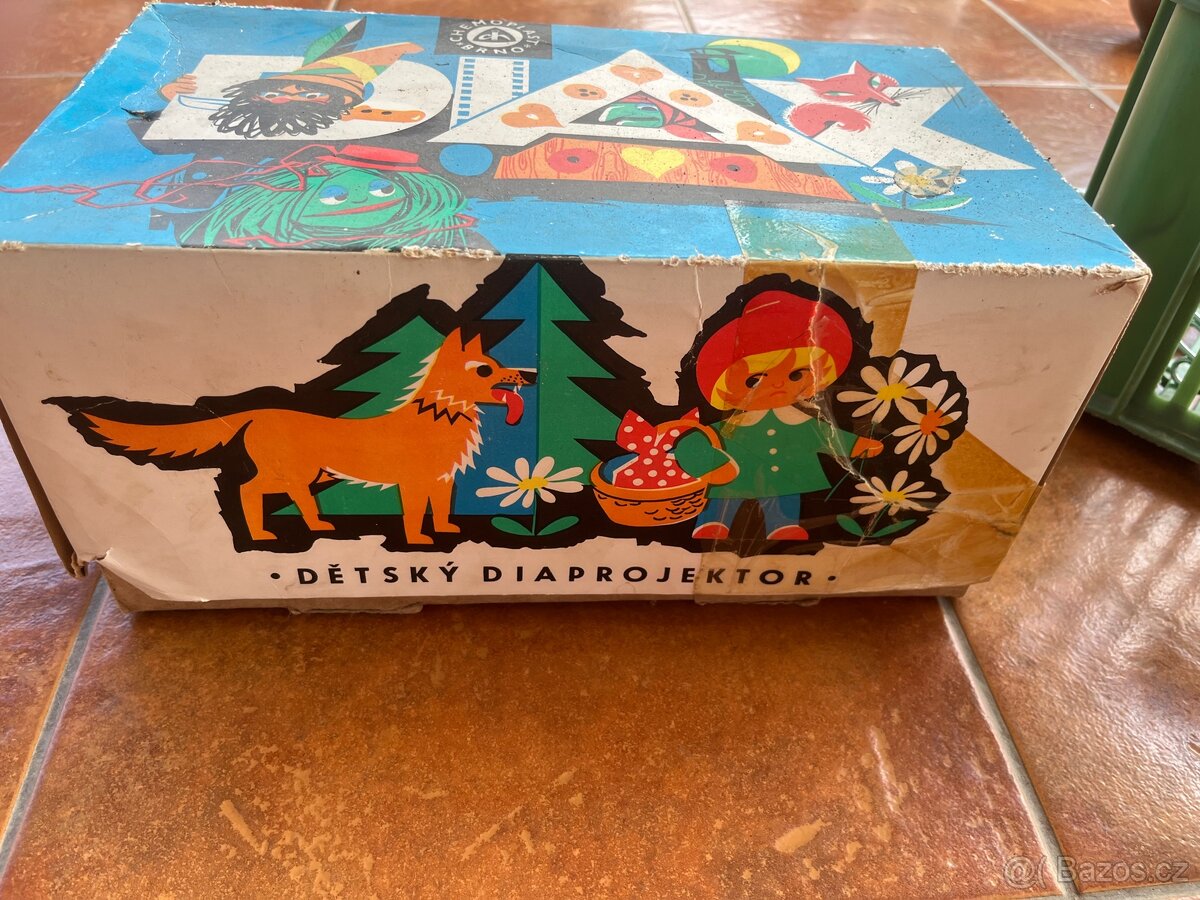 CHEMOPLAST
BRNO
DIAX
• DĚTSKÝ DIAPROJEKTOR •
@( Bazos.cz